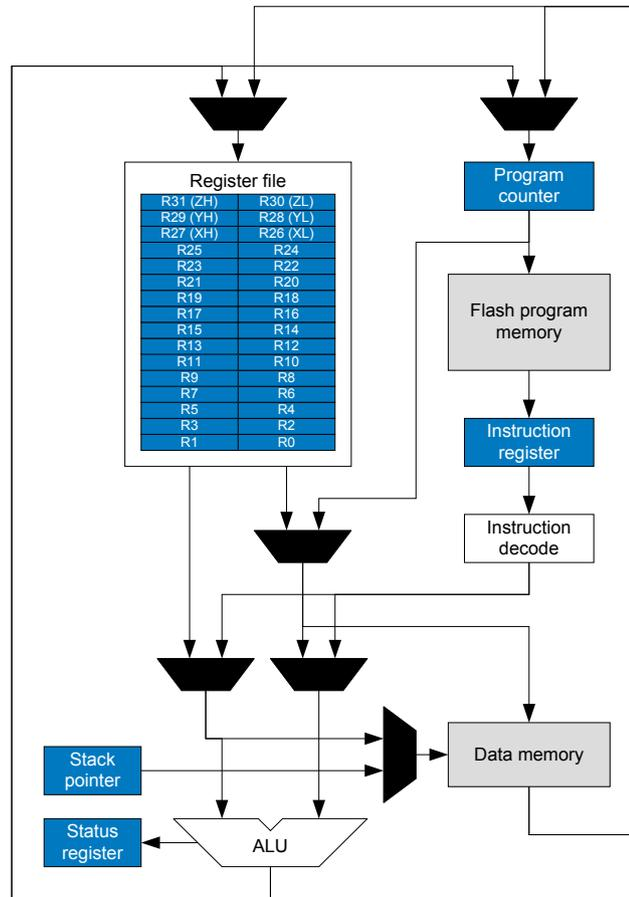 Register file
R31 (ZH) R30 (ZL)
R29 (YH) R28 (YL)
R27 (XH) R26 (XL)
R25 R24
R23 R22
R21 R20
R19 R18
R17 R16
R15 R14
R13 R12
R11 R10
R9 R8
R7 R6
R5 R4
R3 R2
R1 R0
Program
counter
Flash program
memory
Instruction
register
Instruction
decode
Stack
pointer
Data memory
Status
register
ALU